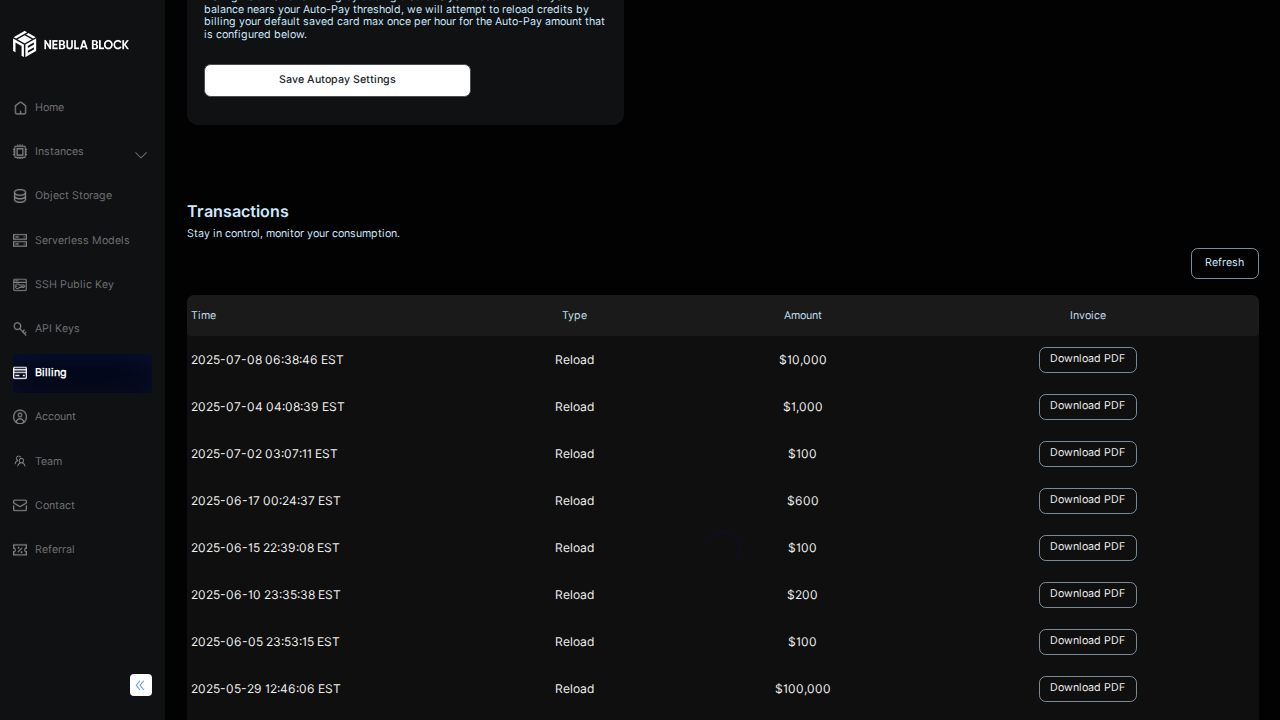 balance nears your Auto-Pay threshold, we will attempt to reload credits by
billing your default saved card max once per hour for the Auto-Pay amount that
is configured below.
Save Autopay Settings
NEBULA BLOCK
Home
Instances
Object Storage
Serverless Models
SSH Public Key
API Keys
Billing
Account
Team
Contact
Referral
Transactions
Stay in control, monitor your consumption.
Refresh
Time Type Amount Invoice
2025-07-08 06:38:46 EST Reload $10,000 Download PDF
2025-07-04 04:08:39 EST Reload $1,000 Download PDF
2025-07-02 03:07:11 EST Reload $100 Download PDF
2025-06-17 00:24:37 EST Reload $600 Download PDF
2025-06-15 22:39:08 EST Reload $100 Download PDF
2025-06-10 23:35:38 EST Reload $200 Download PDF
2025-06-05 23:53:15 EST Reload $100 Download PDF
2025-05-29 12:46:06 EST Reload $100,000 Download PDF